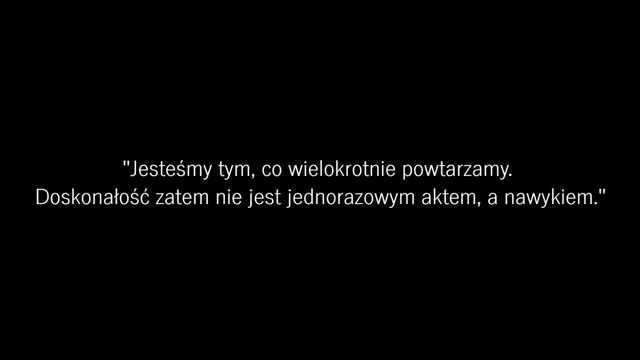 "Jesteśmy tym, co wielokrotnie powtarzamy.
Doskonałość zatem nie jest jednorazowym aktem, a nawykiem."